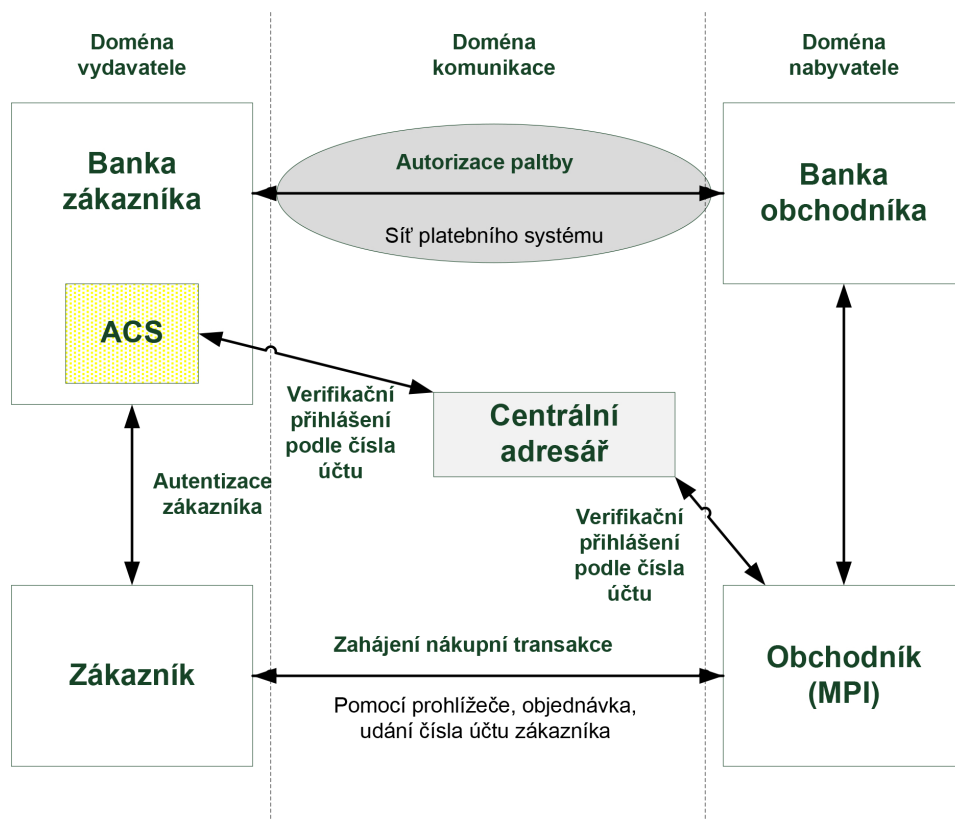 Doména
vydavatele
Doména
komunikace
Doména
nabyvatele
Banka
zákazníka
Autorizace paltby
Síť platebního systému
Banka
obchodníka
ACS
Verifikační
přihlášení
podle čísla
účtu
Centrální
adresář
Autentizace
zákazníka
Verifikační
přihlášení
podle čísla
účtu
Zákazník
Zahájení nákupní transakce
Pomocí prohlížeče, objednávka,
udání čísla účtu zákazníka
Obchodník
(MPI)